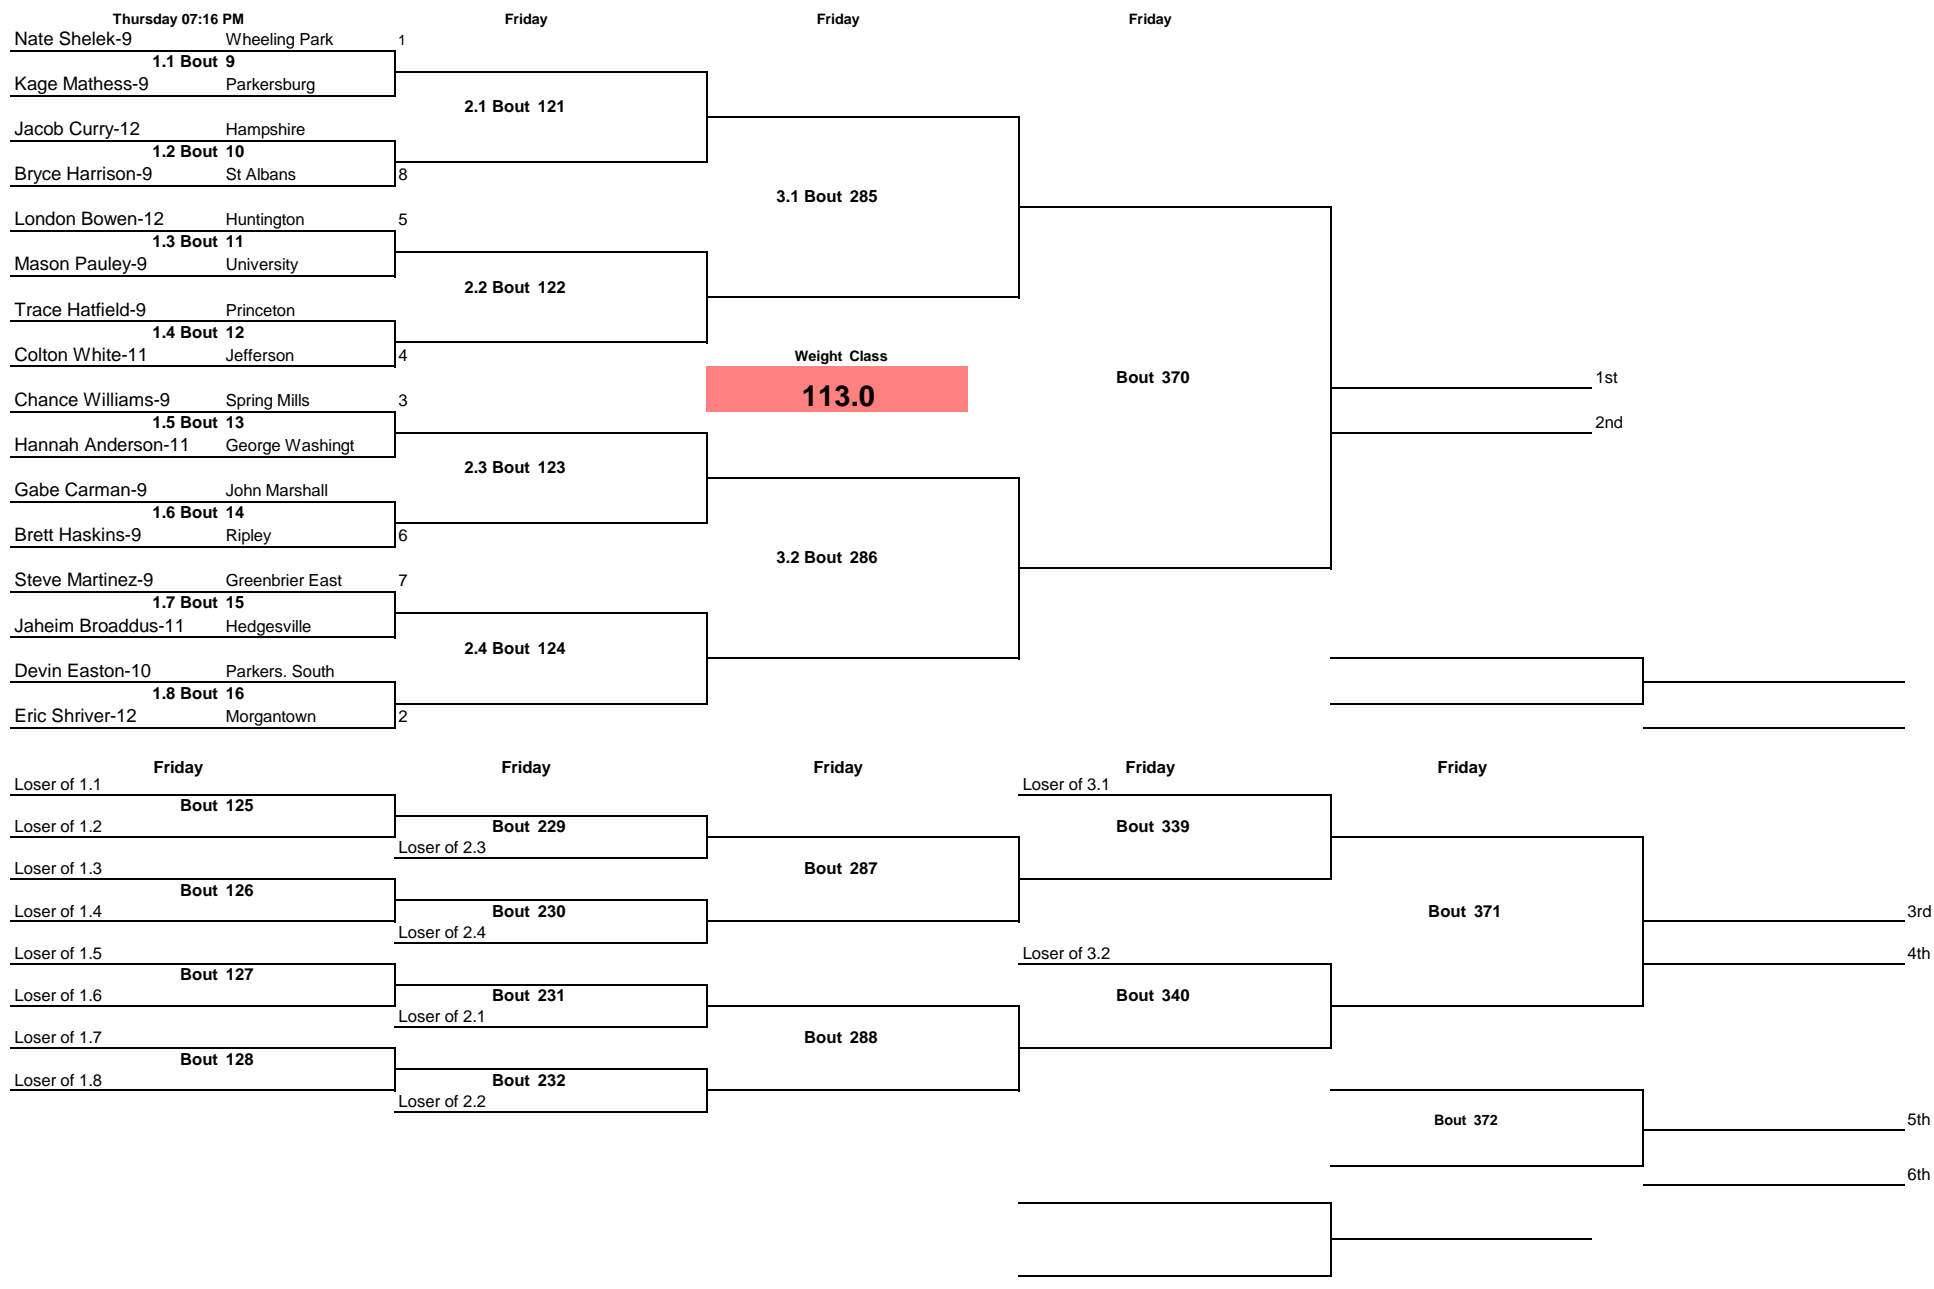 Thursday 07:16 PM Friday Friday Friday
Nate Shelek-9 Wheeling Park 1
1.1 Bout 9
Kage Mathess-9 Parkersburg
2.1 Bout 121
Jacob Curry-12 Hampshire
1.2 Bout 10
Bryce Harrison-9 St Albans 8
3.1 Bout 285
London Bowen-12 Huntington 5
1.3 Bout 11
Mason Pauley-9 University
2.2 Bout 122
Trace Hatfield-9 Princeton
1.4 Bout 12
Colton White-11 Jefferson 4
Weight Class
Bout 370
1st
113.0
Chance Williams-9 Spring Mills 3
1.5 Bout 13
2nd
Hannah Anderson-11 George Washingt
2.3 Bout 123
Gabe Carman-9 John Marshall
1.6 Bout 14
Brett Haskins-9 Ripley 6
3.2 Bout 286
Steve Martinez-9 Greenbrier East 7
1.7 Bout 15
Jaheim Broaddus-11 Hedgesville
2.4 Bout 124
Devin Easton-10 Parkers. South
1.8 Bout 16
Eric Shriver-12 Morgantown 2
Friday Friday Friday Friday Friday
Loser of 1.1 Loser of 3.1
Bout 125
Loser of 1.2 Bout 229 Bout 339
Loser of 2.3
Loser of 1.3 Bout 287
Bout 126
Loser of 1.4 Bout 230 Bout 371 3rd
Loser of 2.4
Loser of 1.5 Loser of 3.2 4th
Bout 127
Loser of 1.6 Bout 231 Bout 340
Loser of 2.1
Loser of 1.7 Bout 288
Bout 128
Loser of 1.8 Bout 232
Loser of 2.2
Bout 372 5th
6th